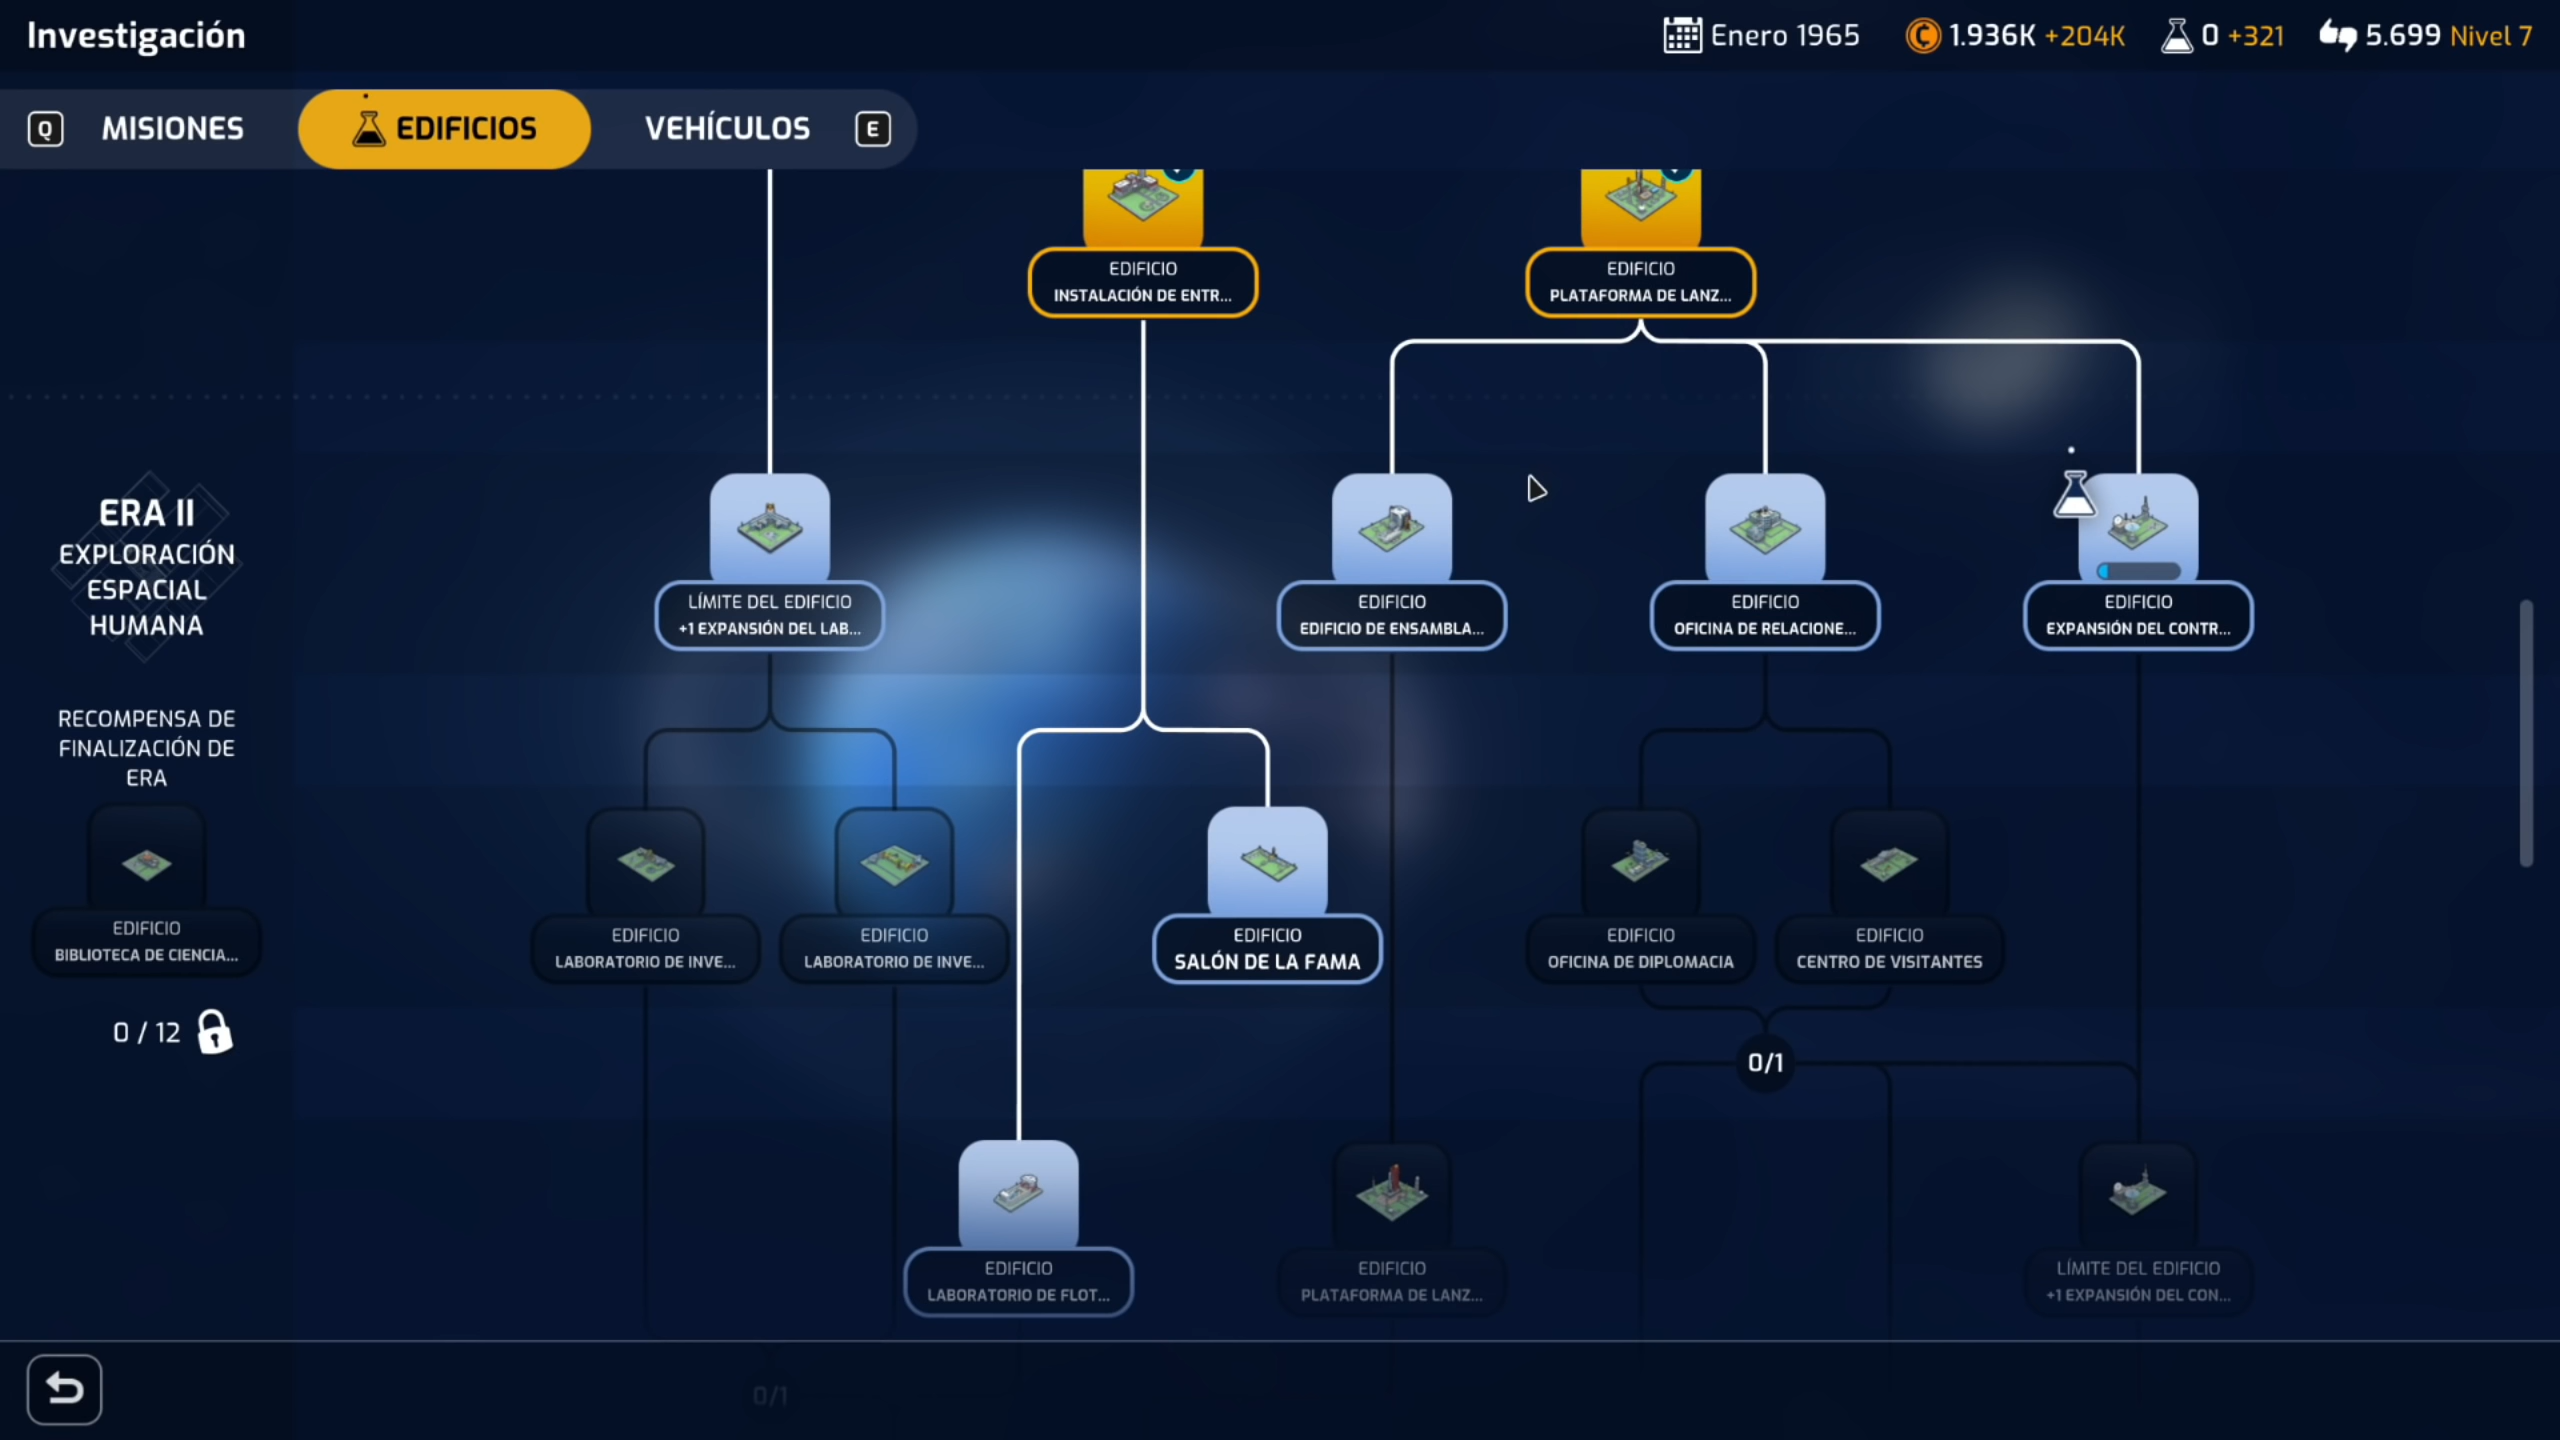 Investigación
Enero 1965
1.936K +204K
0 +321
5.699 Nivel 7
Q
MISIONES
EDIFICIOS
VEHÍCULOS
E
EDIFICIO
INSTALACIÓN DE ENTR...
EDIFICIO
PLATAFORMA DE LANZ...
ERA II
EXPLORACIÓN
ESPACIAL
HUMANA
LÍMITE DEL EDIFICIO
+1 EXPANSIÓN DEL LAB...
EDIFICIO
EDIFICIO DE ENSAMBLA...
EDIFICIO
OFICINA DE RELACIONE...
EDIFICIO
EXPANSIÓN DEL CONTR...
RECOMPENSA DE
FINALIZACIÓN DE
ERA
EDIFICIO
BIBLIOTECA DE CIENCIA...
0 / 12
EDIFICIO
LABORATORIO DE INVE...
EDIFICIO
LABORATORIO DE INVE...
EDIFICIO
SALÓN DE LA FAMA
EDIFICIO
OFICINA DE DIPLOMACIA
EDIFICIO
CENTRO DE VISITANTES
0/1
EDIFICIO
LABORATORIO DE FLOT...
EDIFICIO
PLATAFORMA DE LANZ...
LÍMITE DEL EDIFICIO
+1 EXPANSIÓN DEL CON...
0/1